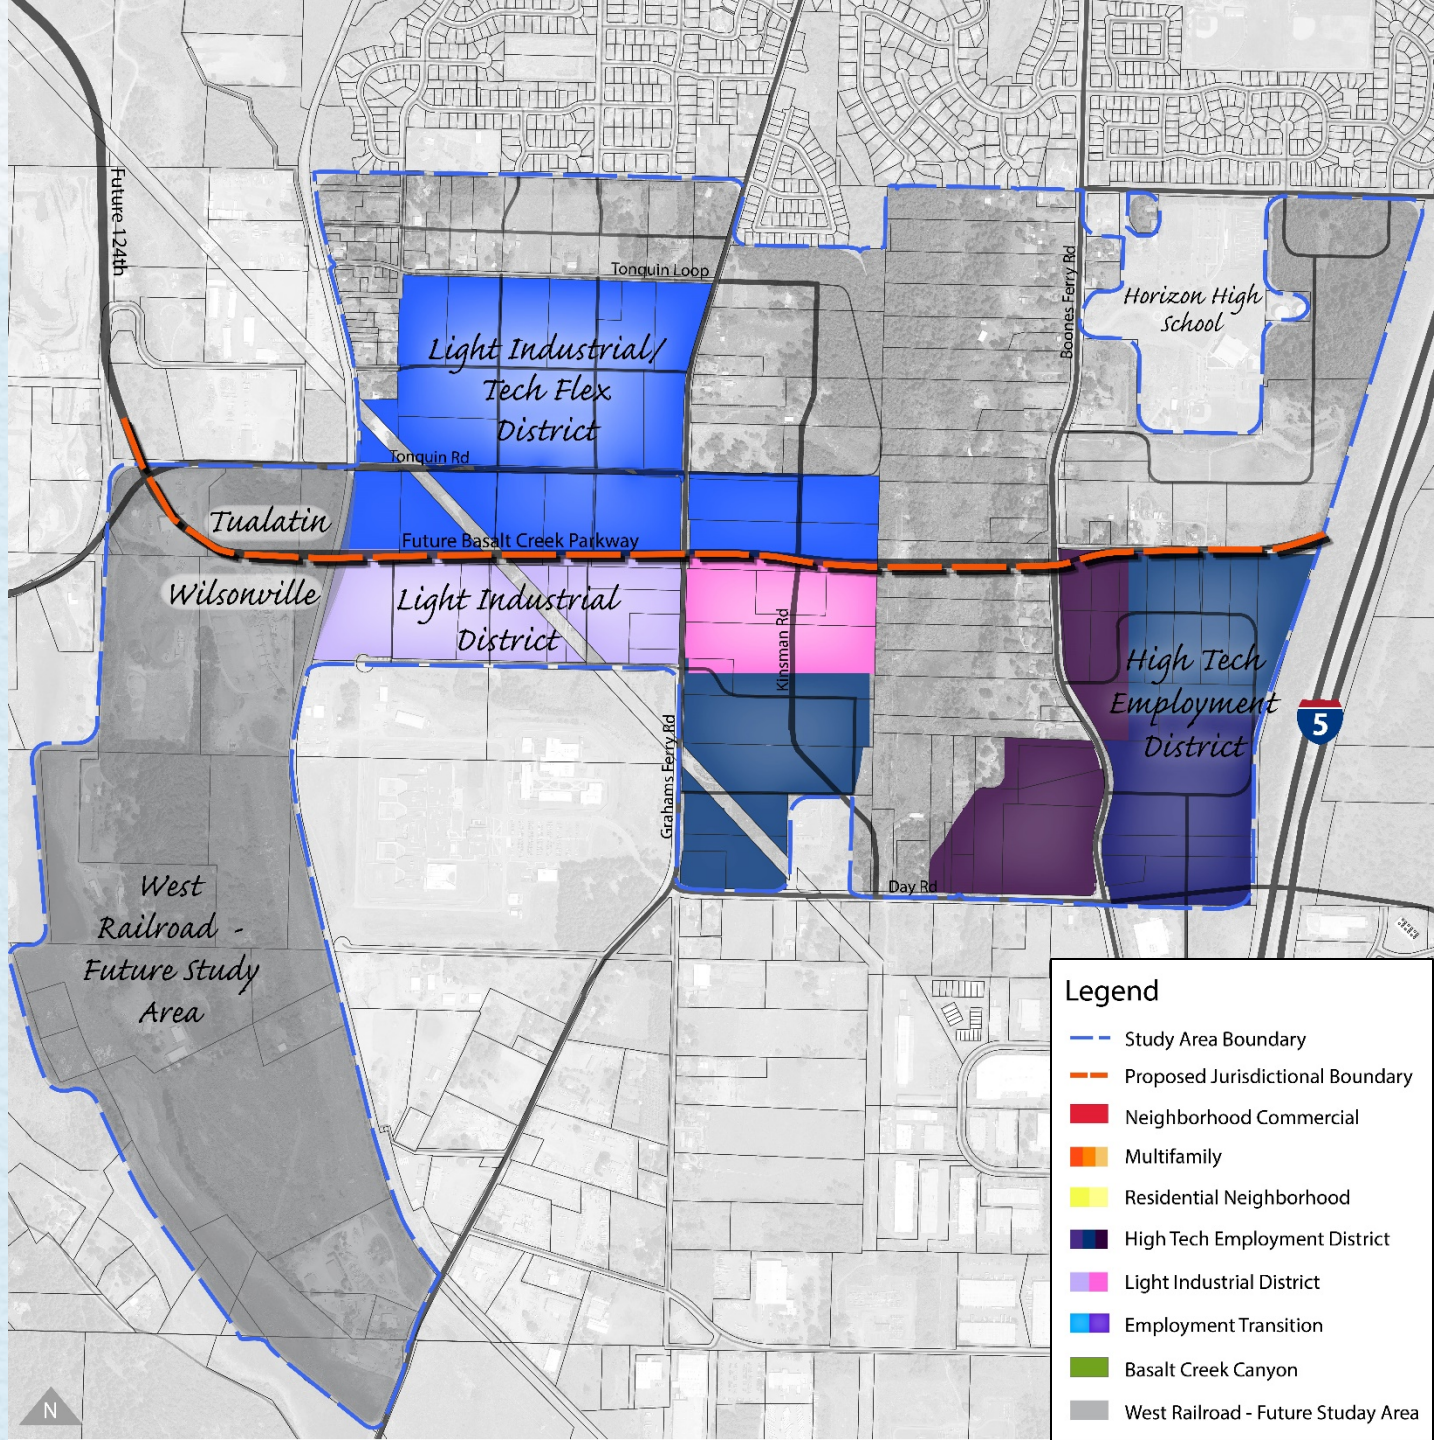 Future 124th
Tonquin Loop
Boones Ferry Rd
Horizon High
School
Light Industrial/
Tech Flex
District
Tonquin Rd
Tualatin
Future Basalt Creek Parkway
Wilsonville
Light Industrial
District
Kinsman Rd
High Tech
Employment
District
5
Grahams Ferry Rd
West
Railroad -
Future Study
Area
Day Rd
Legend
Study Area Boundary
Proposed Jurisdictional Boundary
Neighborhood Commercial
Multifamily
Residential Neighborhood
High Tech Employment District
Light Industrial District
Employment Transition
Basalt Creek Canyon
West Railroad - Future Studay Area
N